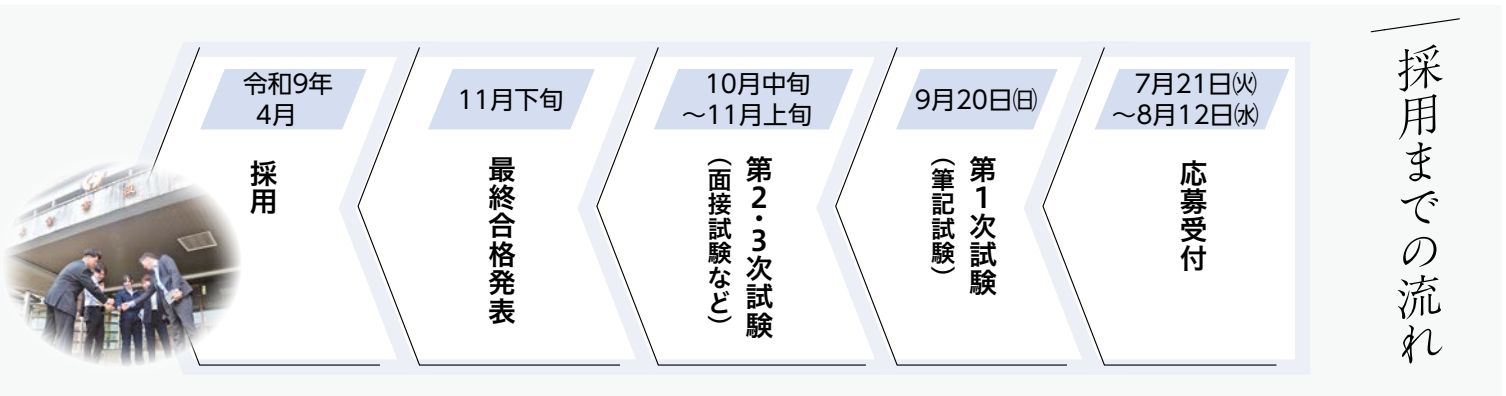 採用までの流れ
7月21日㈫
～8月12日㈬
応募受付
9月20日㈰
第1次試験
（筆記試験）
10月中旬
～11月上旬
第2・3次試験
（面接試験など）
11月下旬
最終合格発表
令和9年
4月
採用